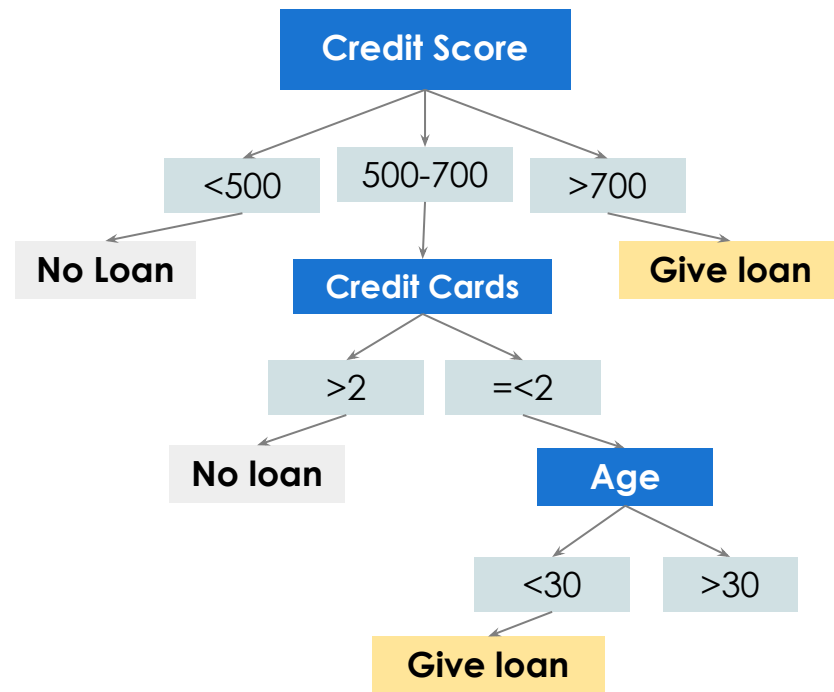 Credit Score
<500
500-700
>700
No Loan
Give loan
Credit Cards
>2
=<2
No loan
Age
<30
>30
Give loan